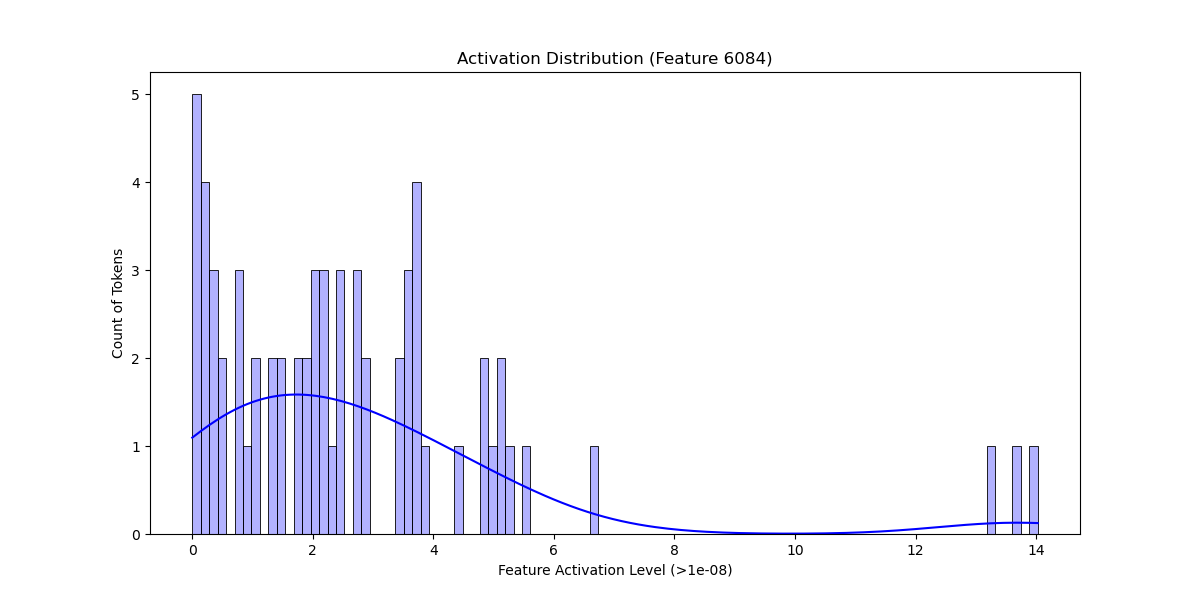 Activation Distribution (Feature 6084)
5
4
3
2
1
0
Count of Tokens
0 2 4 6 8 10 12 14
Feature Activation Level (>1e-08)